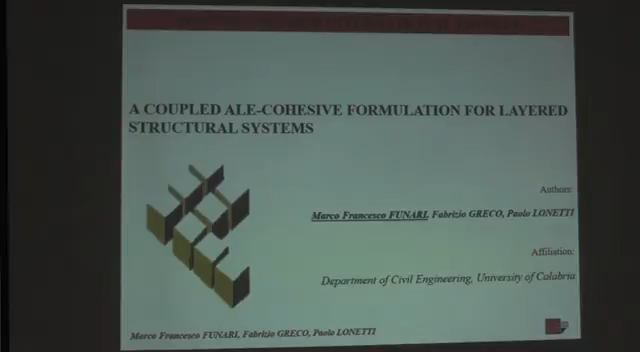 A COUPLED ALE-COHESIVE FORMULATION FOR LAYERED
STRUCTURAL SYSTEMS
Authors:
Marco Francesco FUNARI, Fabrizio GRECO, Paolo LONETTI
Affiliation:
Department of Civil Engineering, University of Calabria
Marco Francesco FUNARI, Fabrizio GRECO, Paolo LONETTI